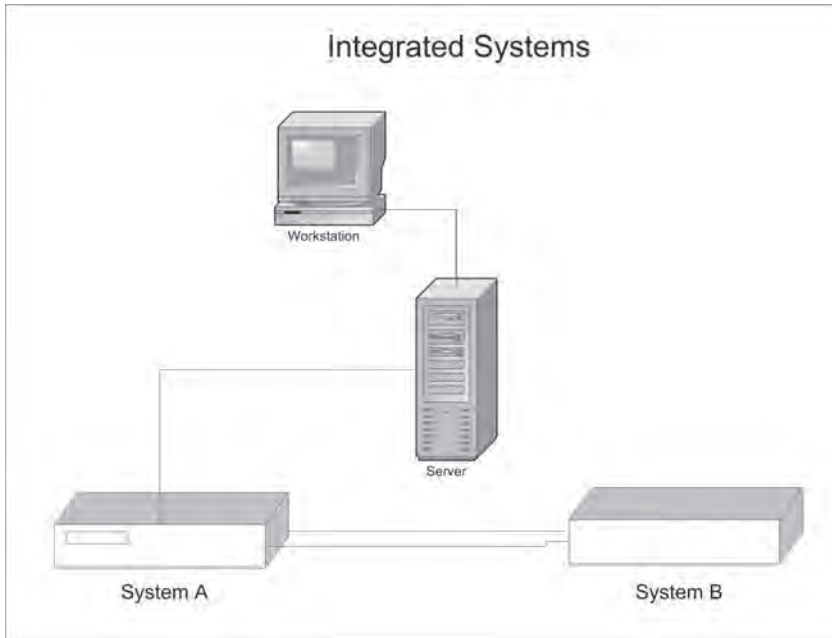 Integrated Systems
Workstation
Server
System A
System B